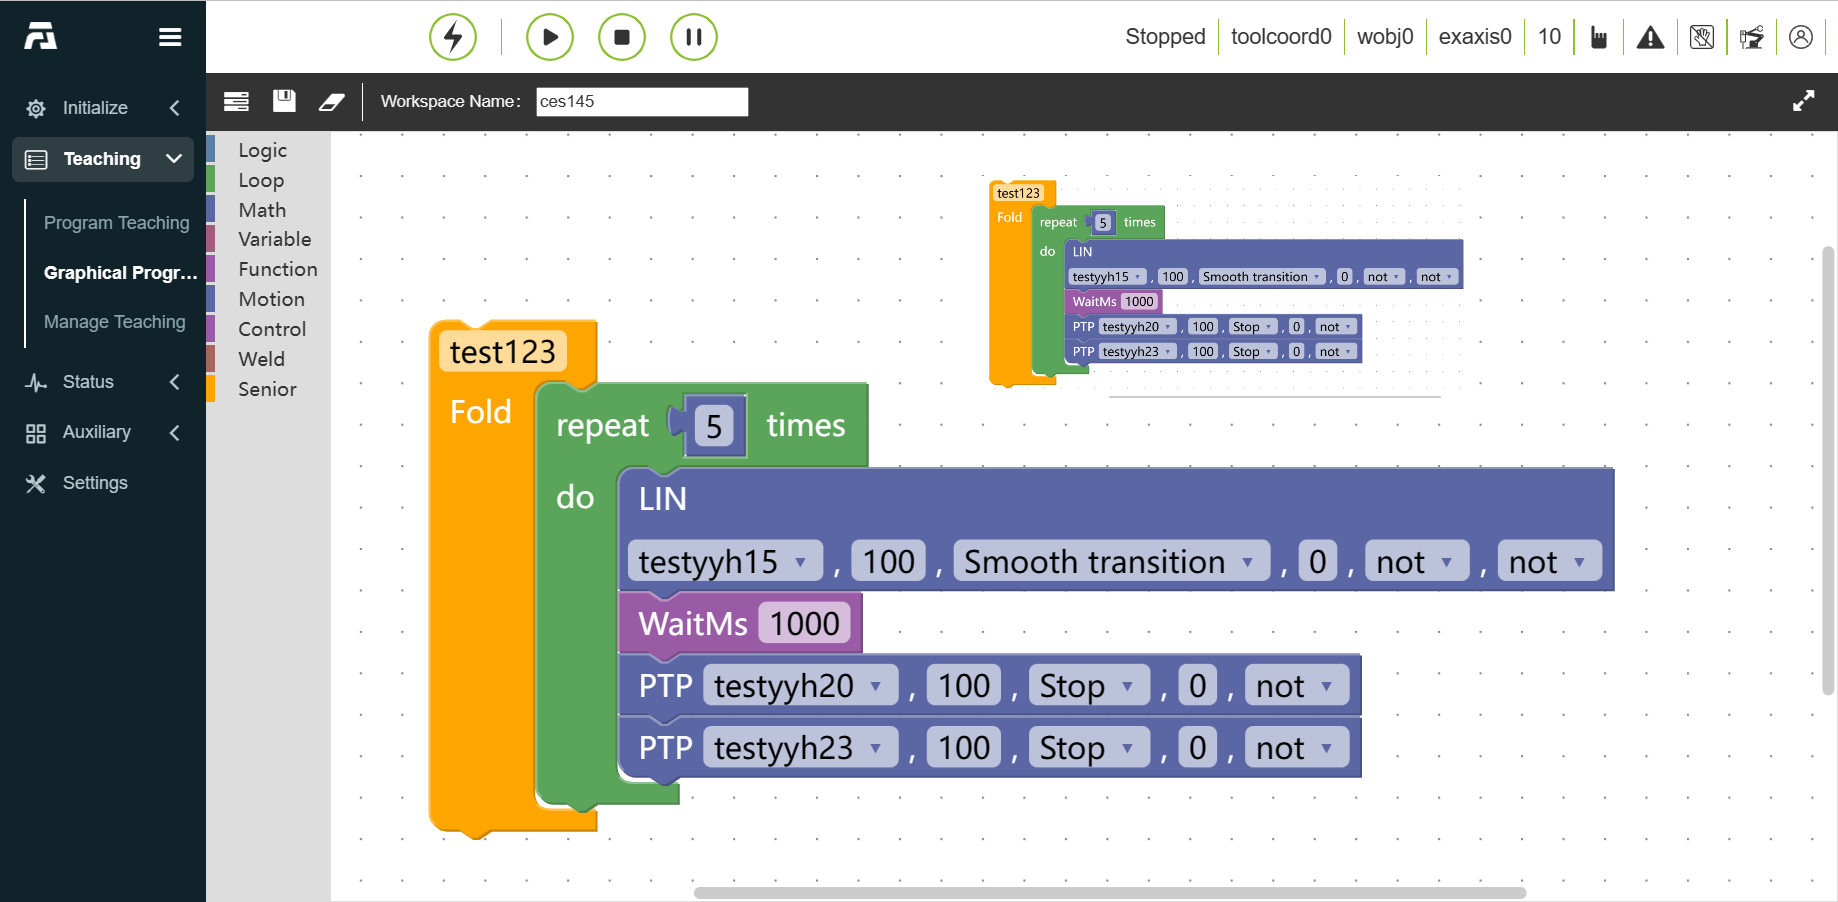 Stopped toolcoord0 wobj0 exaxis0 10
Workspace Name: ces145
Initialize
Teaching
Program Teaching
Graphical Progr...
Manage Teaching
Status
Auxiliary
Settings
Logic
Loop
Math
Variable
Function
Motion
Control
Weld
Senior
test123
Fold
repeat 5 times
do LIN
testyyh15 , 100 , Smooth transition , 0 , not , not
WaitMs 1000
PTP testyyh20 , 100 , Stop , 0 , not
PTP testyyh23 , 100 , Stop , 0 , not
test123
Fold
repeat 5 times
do LIN
testyyh15 , 100 , Smooth transition , 0 , not , not
WaitMs 1000
PTP testyyh20 , 100 , Stop , 0 , not
PTP testyyh23 , 100 , Stop , 0 , not